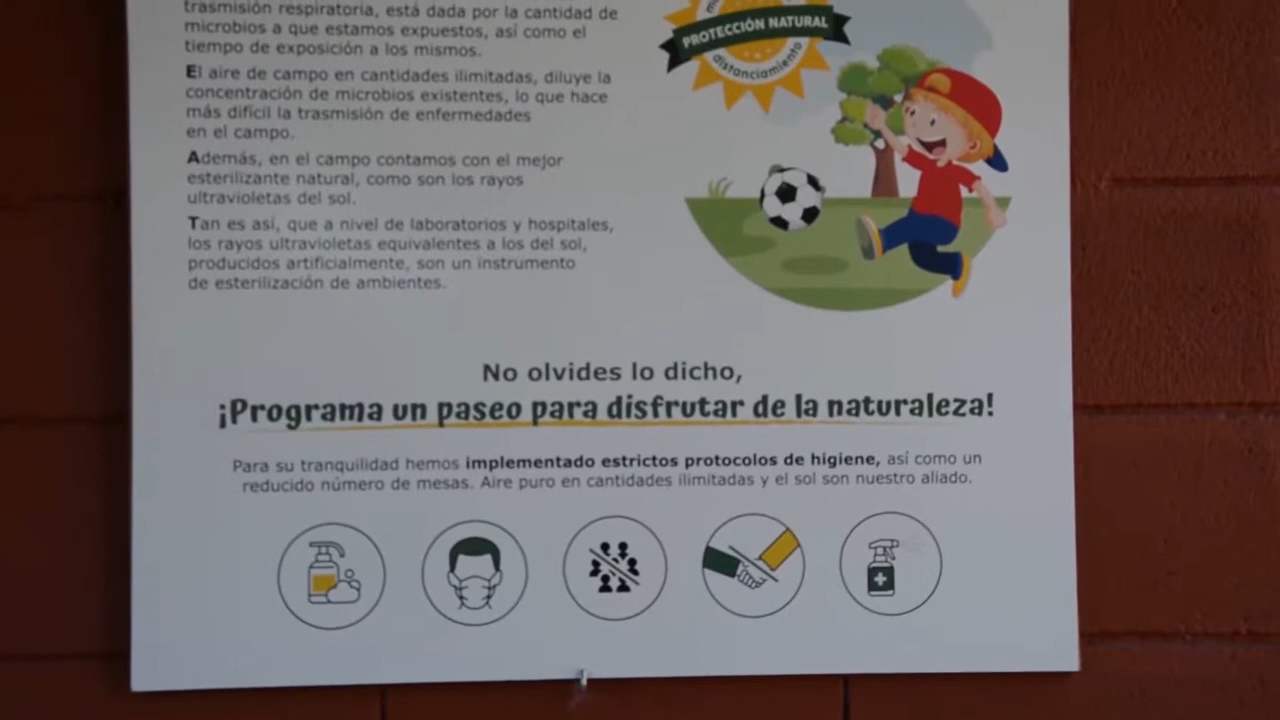 trasmisión respiratoria, está dada por la cantidad de
microbios a que estamos expuestos, así como el
tiempo de exposición a los mismos.
El aire de campo en cantidades ilimitadas, diluye la
concentración de microbios existentes, lo que hace
más difícil la trasmisión de enfermedades
en el campo.
Además, en el campo contamos con el mejor
esterilizante natural, como son los rayos
ultravioletas del sol.
Tan es así, que a nivel de laboratorios y hospitales,
los rayos ultravioletas equivalentes a los del sol,
producidos artificialmente, son un instrumento
de esterilización de ambientes.
PROTECCIÓN NATURAL
distanciamiento
No olvides lo dicho,
¡Programa un paseo para disfrutar de la naturaleza!
Para su tranquilidad hemos implementado estrictos protocolos de higiene, así como un
reducido número de mesas. Aire puro en cantidades ilimitadas y el sol son nuestro aliado.